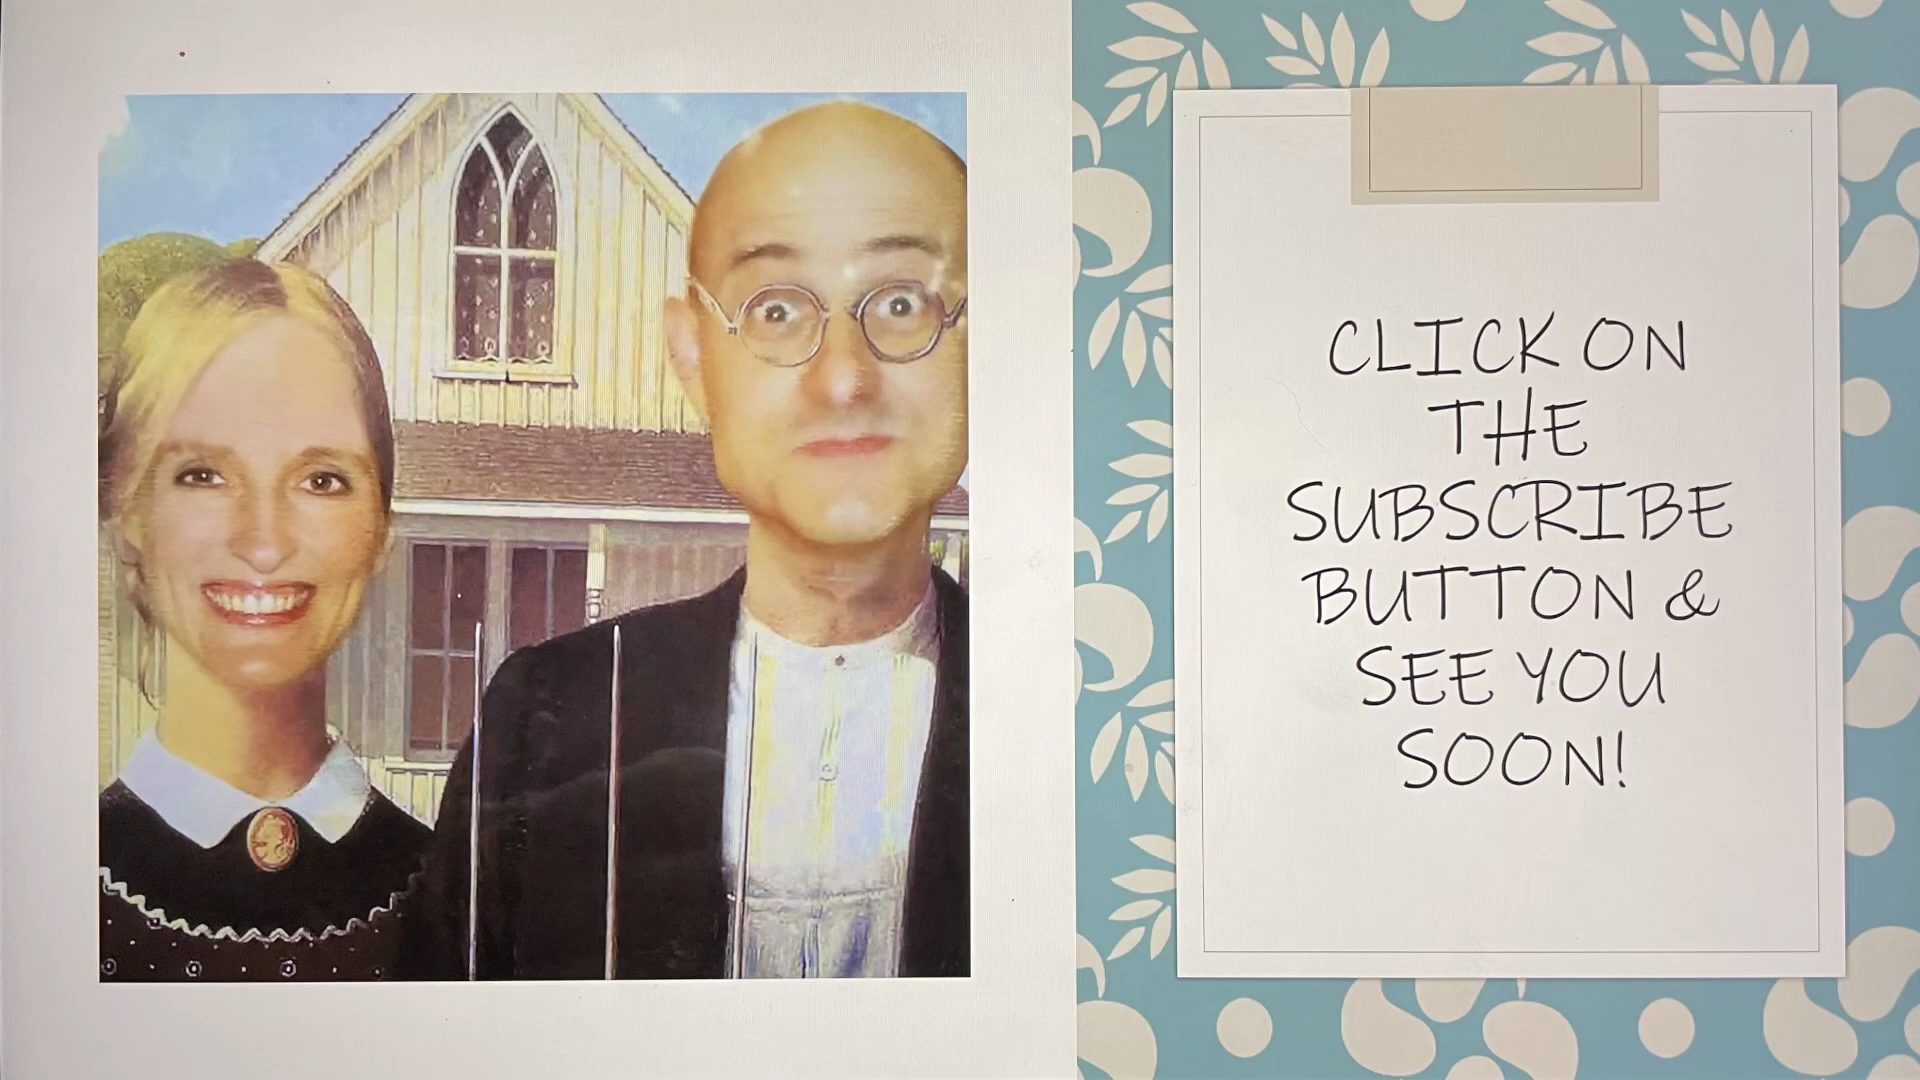 CLICK ON
THE
SUBSCRIBE
BUTTON &
SEE YOU
SOON!